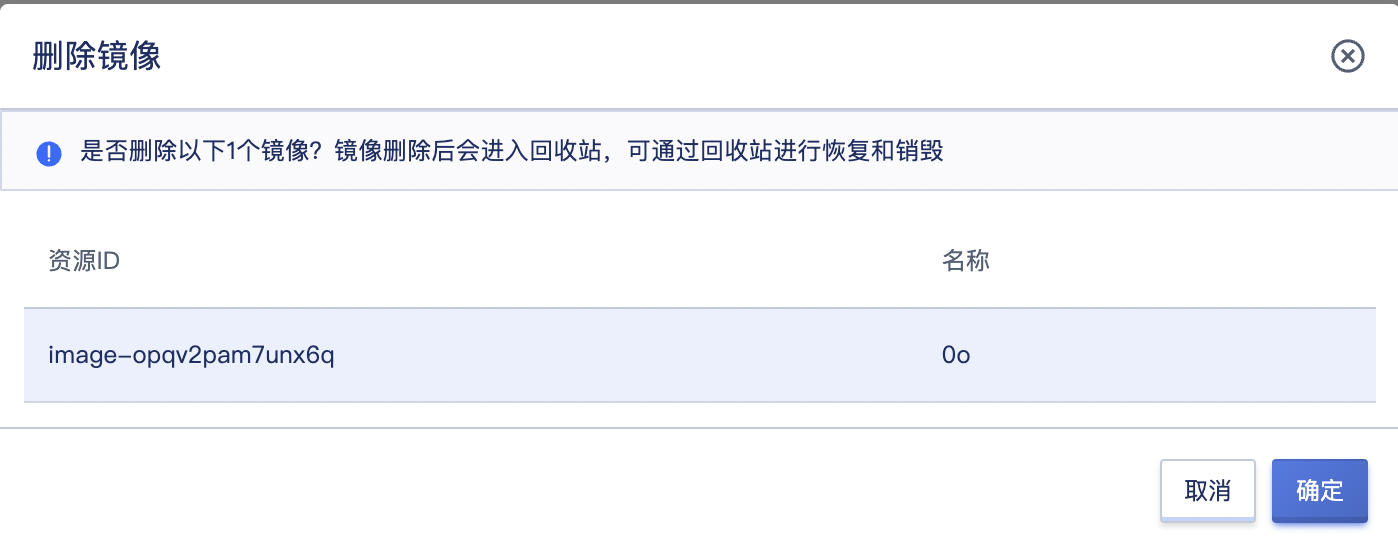 删除镜像
是否删除以下1个镜像？镜像删除后会进入回收站，可通过回收站进行恢复和销毁
资源ID 名称
image-opqv2pam7unx6q 0o
取消 确定